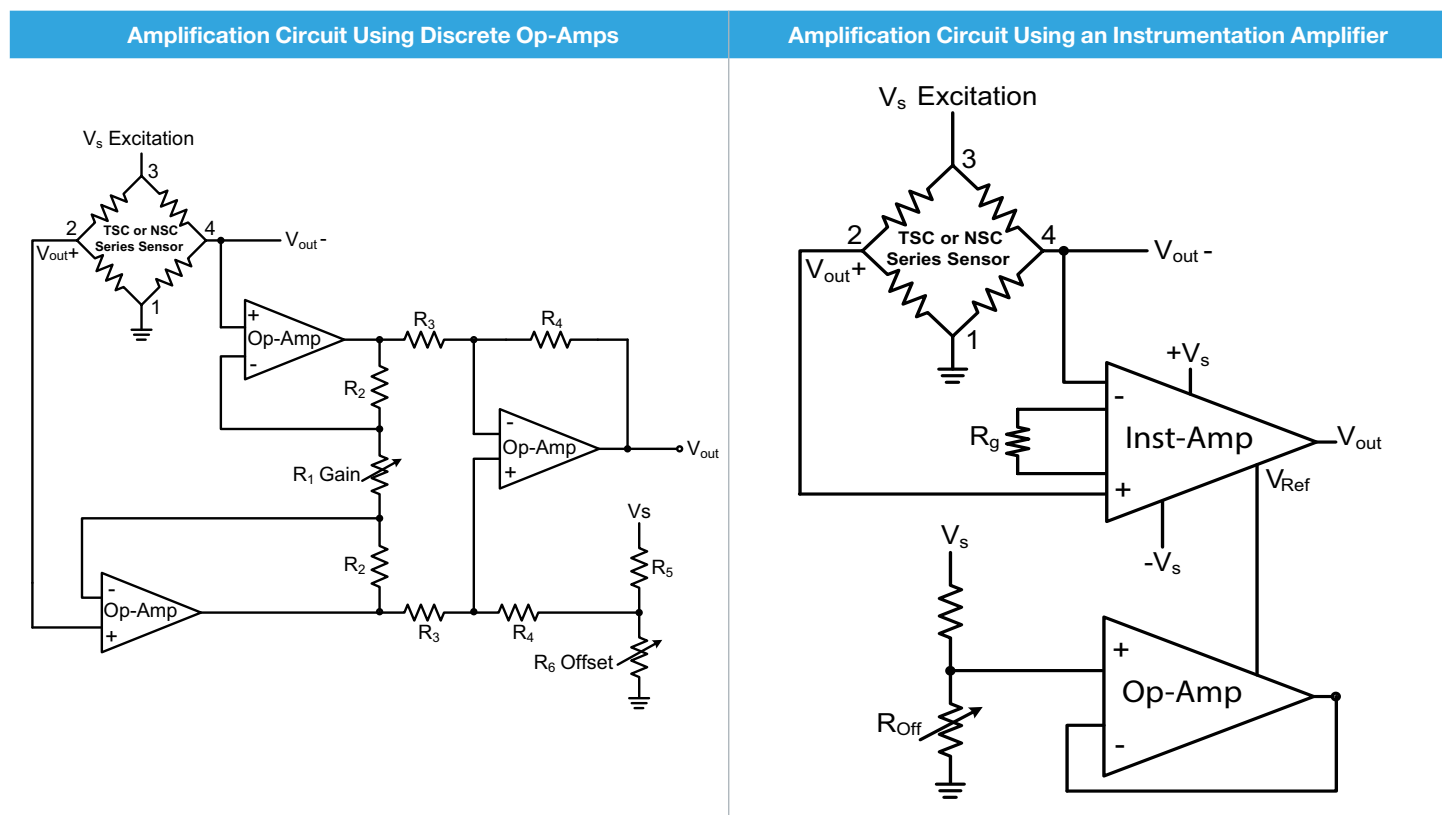 Amplification Circuit Using Discrete Op-Amps
Vs Excitation
3
2
4
TSC or NSC
Series Sensor
Vout+
Vout -
1
+
Op-Amp
-
R3
R4
R2
-
Op-Amp
+
Vout
R1 Gain
Vs
R5
R2
-
Op-Amp
+
R3
R4
R6 Offset
Amplification Circuit Using an Instrumentation Amplifier
Vs Excitation
3
2
4
TSC or NSC
Series Sensor
Vout+
Vout -
1
+Vs
-
Rg
Inst-Amp
Vout
+
VRef
-Vs
Vs
+
Op-Amp
ROff
-